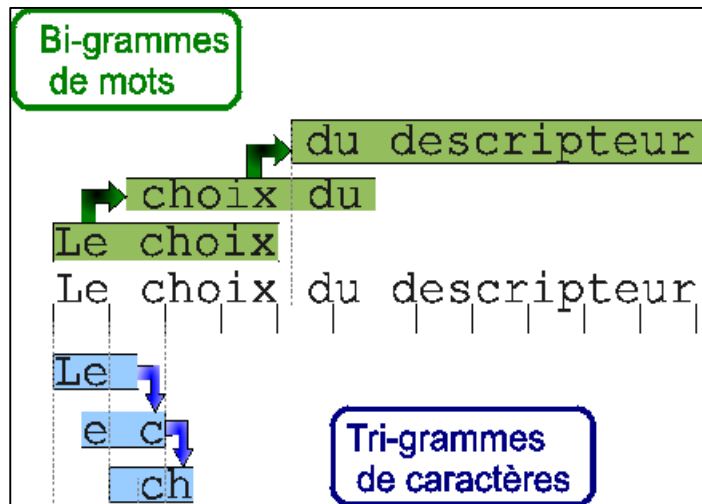 Bi-grammes
de mots
du descripteur
choix du
Le choix
Le choix du descripteur
Le
e c
ch
Tri-grammes
de caractères